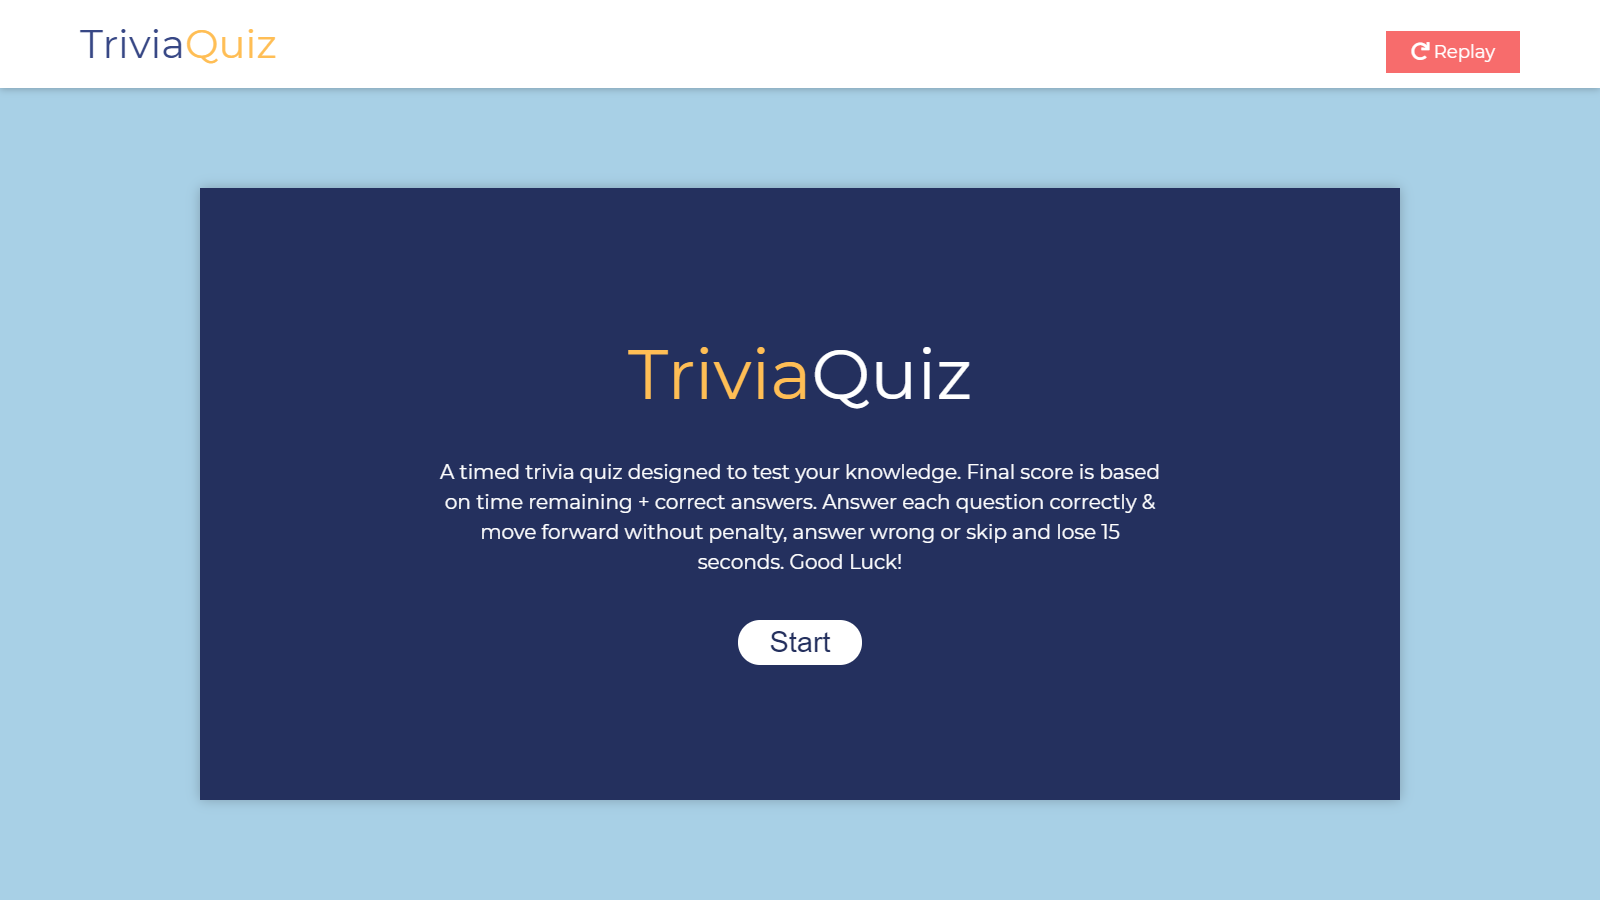 TriviaQuiz
Replay
TriviaQuiz
A timed trivia quiz designed to test your knowledge. Final score is based
on time remaining + correct answers. Answer each question correctly &
move forward without penalty, answer wrong or skip and lose 15
seconds. Good Luck!
Start